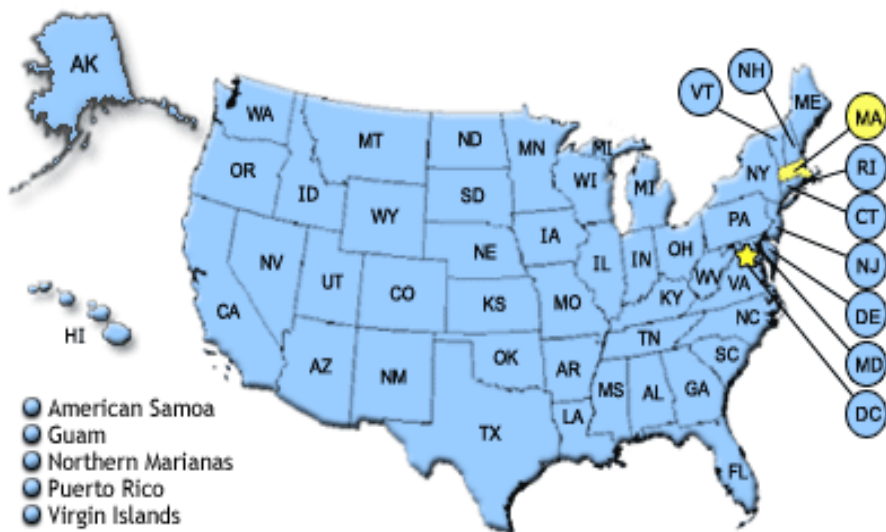 AK
NH
VT
ME
MA
WA
MT
ND
MN
MI
OR
ID
SD
WI
MI
NY
RI
WY
CT
IA
PA
NE
NV
UT
IL
IN
OH
NJ
CA
CO
WV
VA
KS
MO
KY
DE
HI
NC
TN
OK
AZ
NM
AR
SC
MD
MS
AL
GA
DC
LA
TX
FL
American Samoa
Guam
Northern Marianas
Puerto Rico
Virgin Islands